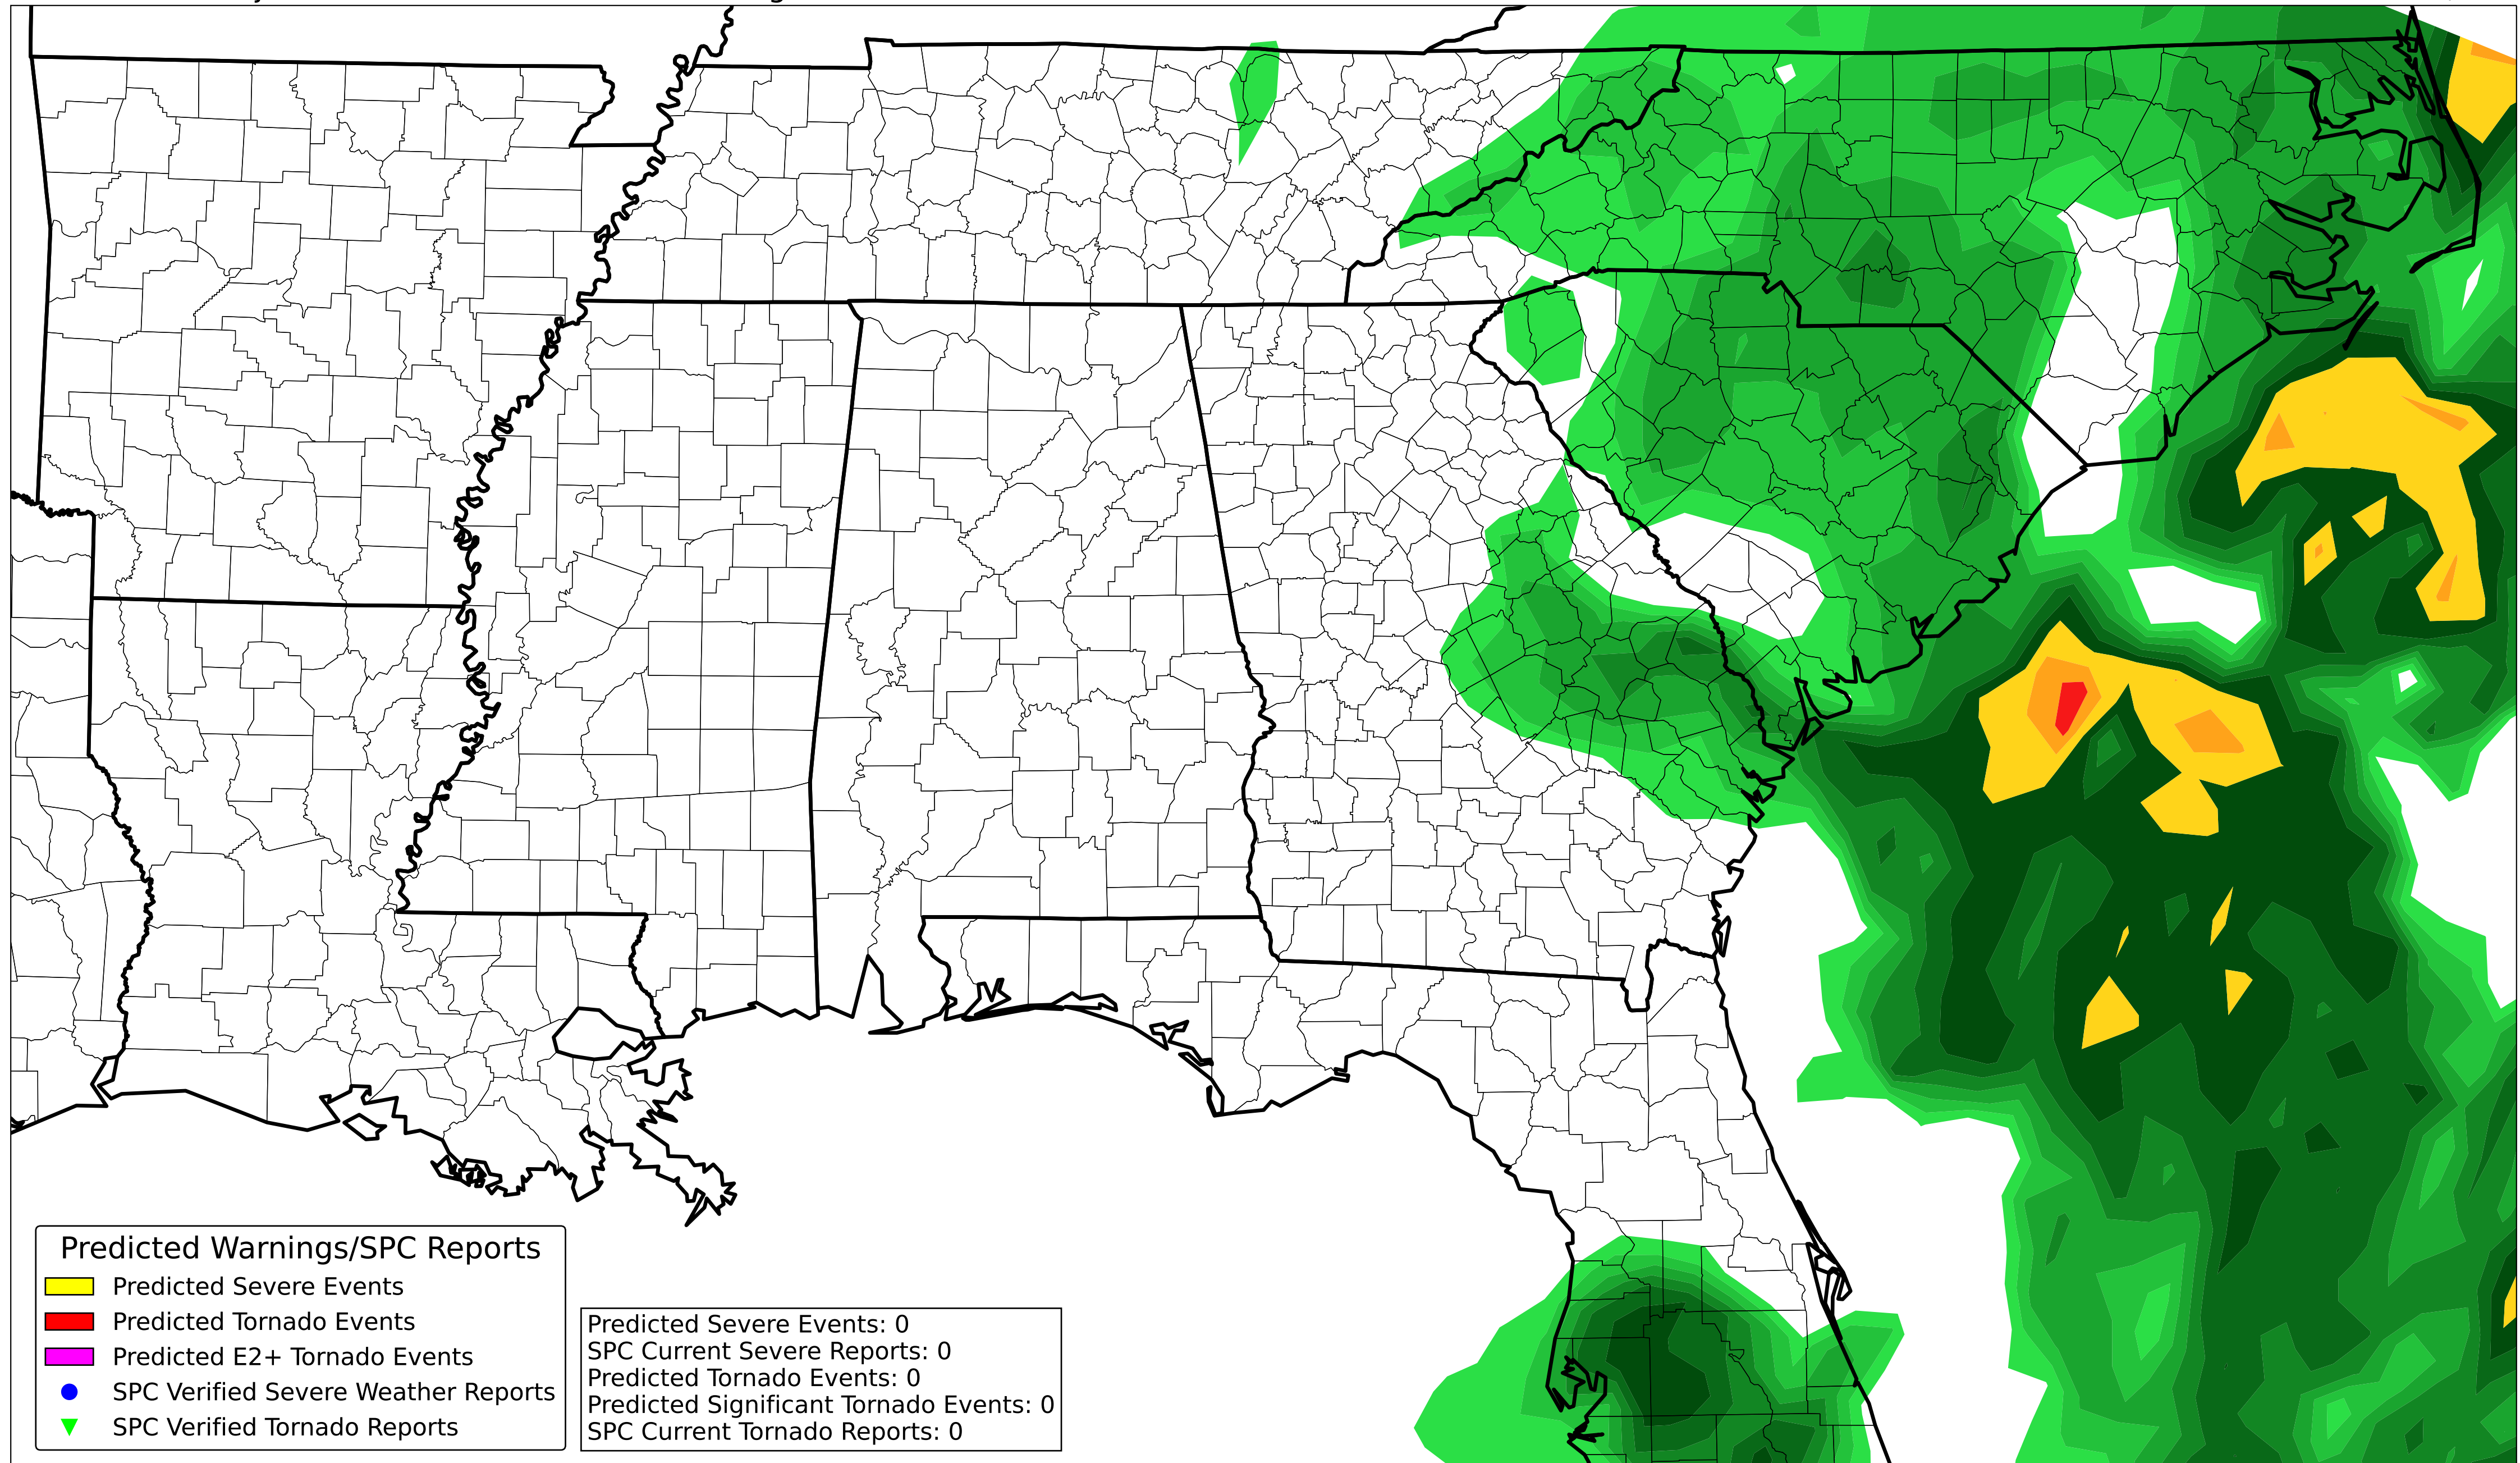 Predicted Warnings/SPC Reports
Predicted Severe Events
Predicted Tornado Events
Predicted E2+ Tornado Events
SPC Verified Severe Weather Reports
SPC Verified Tornado Reports
Predicted Severe Events: 0
SPC Current Severe Reports: 0
Predicted Tornado Events: 0
Predicted Significant Tornado Events: 0
SPC Current Tornado Reports: 0